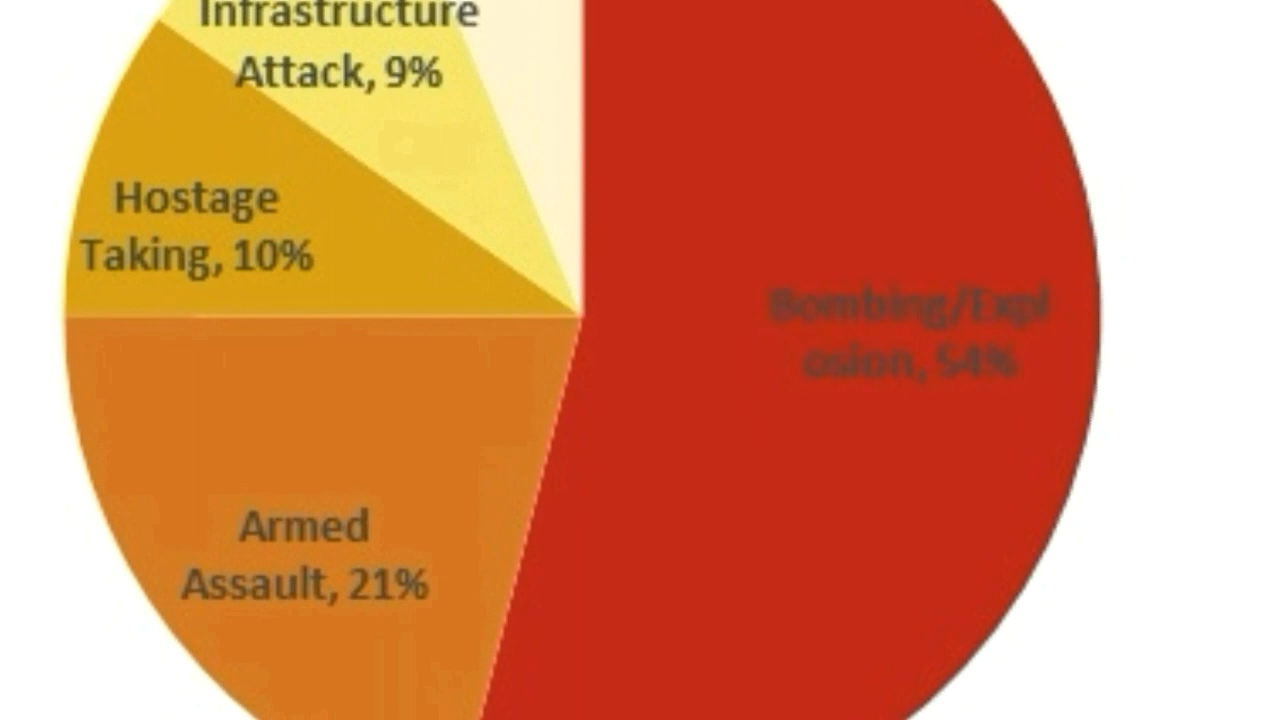 Infrastructure
Attack, 9%
Hostage
Taking, 10%
Bombing/Expl
osion, 54%
Armed
Assault, 21%